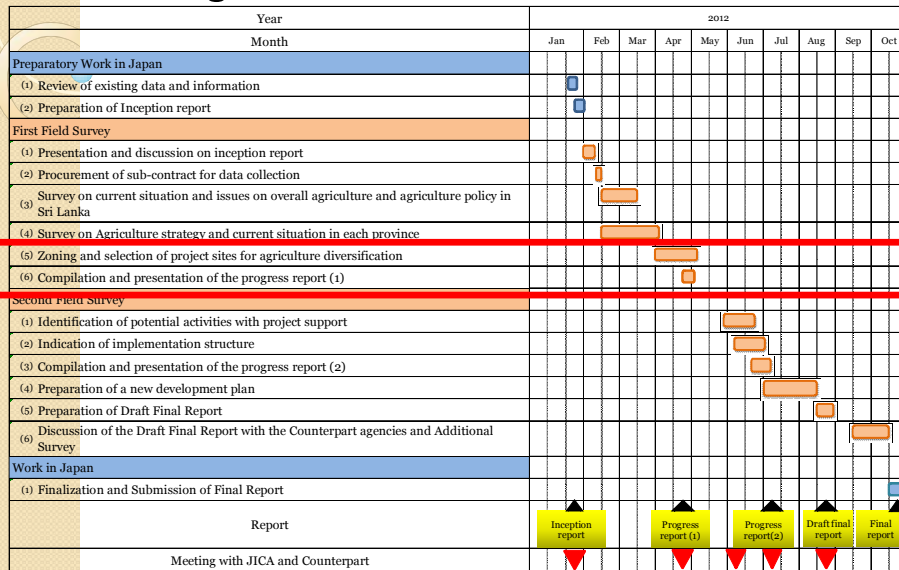 Year 2012
Month Jan Feb Mar Apr May Jun Jul Aug Sep Oct
Preparatory Work in Japan
(1) Review of existing data and information
(2) Preparation of Inception report
First Field Survey
(1) Presentation and discussion on inception report
(2) Procurement of sub-contract for data collection
(3) Survey on current situation and issues on overall agriculture and agriculture policy in
Sri Lanka
(4) Survey on Agriculture strategy and current situation in each province
(5) Zoning and selection of project sites for agriculture diversification
(6) Compilation and presentation of the progress report (1)
Second Field Survey
(1) Identification of potential activities with project support
(2) Indication of implementation structure
(3) Compilation and presentation of the progress report (2)
(4) Preparation of a new development plan
(5) Preparation of Draft Final Report
(6) Discussion of the Draft Final Report with the Counterpart agencies and Additional
Survey
Work in Japan
(1) Finalization and Submission of Final Report
Report
Inception
report
Progress
report (1)
Progress
report(2)
Draft final
report
Final
report
Meeting with JICA and Counterpart